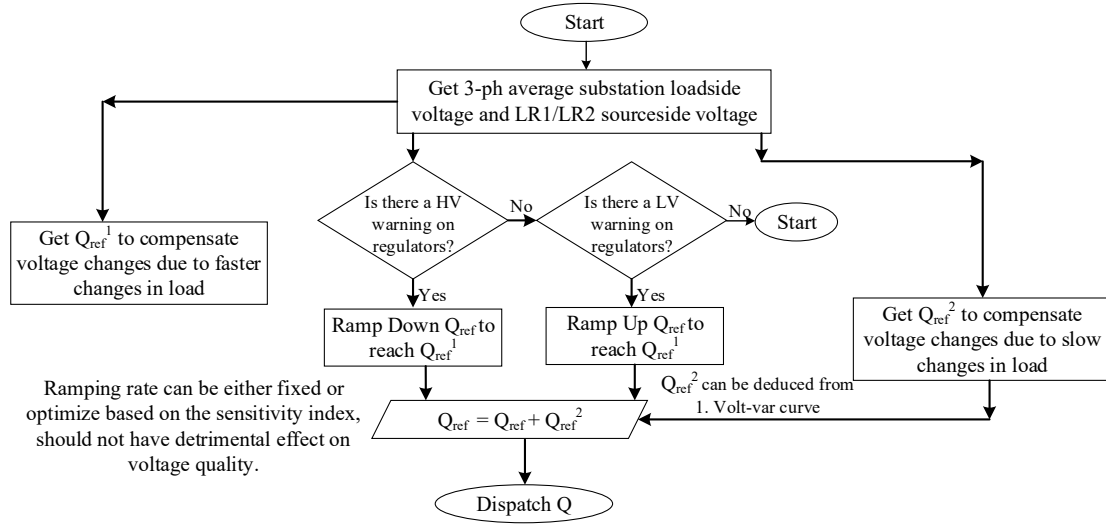 Start
Get 3-ph average substation loadside
voltage and LR1/LR2 sourceside voltage
Is there a HV
warning on
regulators?
No
Is there a LV
warning on
regulators?
No
Start
Get Qref¹ to compensate
voltage changes due to faster
changes in load
Yes
Yes
Ramp Down Qref to
reach Qref¹
Ramp Up Qref to
reach Qref¹
Get Qref² to compensate
voltage changes due to slow
changes in load
Ramping rate can be either fixed or
optimize based on the sensitivity index,
should not have detrimental effect on
voltage quality.
Qref² can be deduced from
1. Volt-var curve
Qref = Qref + Qref²
Dispatch Q